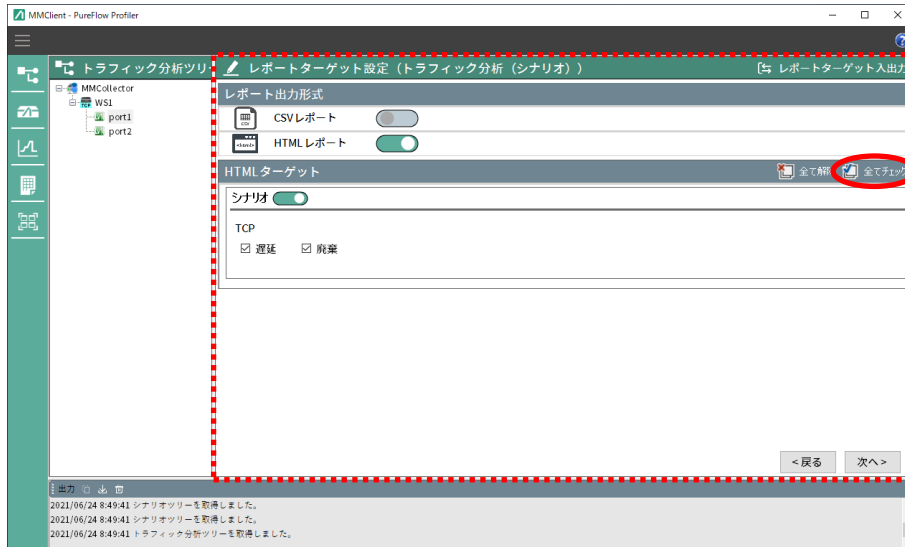 MMClient - PureFlow Profiler
トラフィック分析ツリー
レポートターゲット設定（トラフィック分析（シナリオ））
レポートターゲット入出力
MMCollector
WS1
port1
port2
レポート出力形式
CSVレポート
HTMLレポート
HTMLターゲット
全て解除
全てチェック
シナリオ
TCP
遅延
廃棄
<戻る
次へ>
出力
2021/06/24 8:49:41 シナリオツリーを取得しました。
2021/06/24 8:49:41 シナリオツリーを取得しました。
2021/06/24 8:49:41 トラフィック分析ツリーを取得しました。